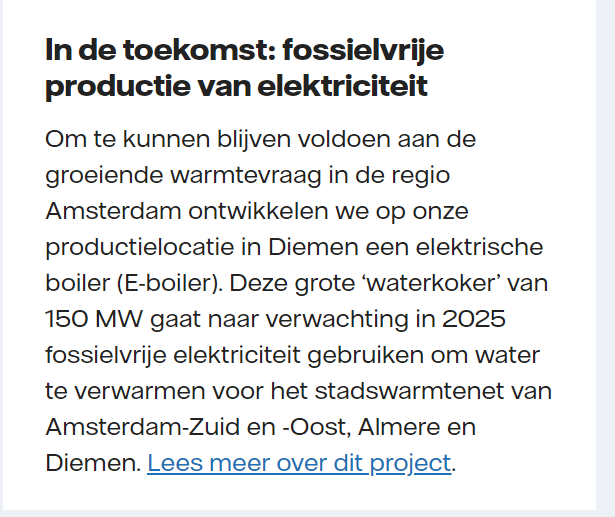 In de toekomst: fossielvrije
productie van elektriciteit
Om te kunnen blijven voldoen aan de
groeiende warmtevraag in de regio
Amsterdam ontwikkelen we op onze
productielocatie in Diemen een elektrische
boiler (E-boiler). Deze grote ‘waterkoker’ van
150 MW gaat naar verwachting in 2025
fossielvrije elektriciteit gebruiken om water
te verwarmen voor het stadswarmtenet van
Amsterdam-Zuid en -Oost, Almere en
Diemen. Lees meer over dit project.